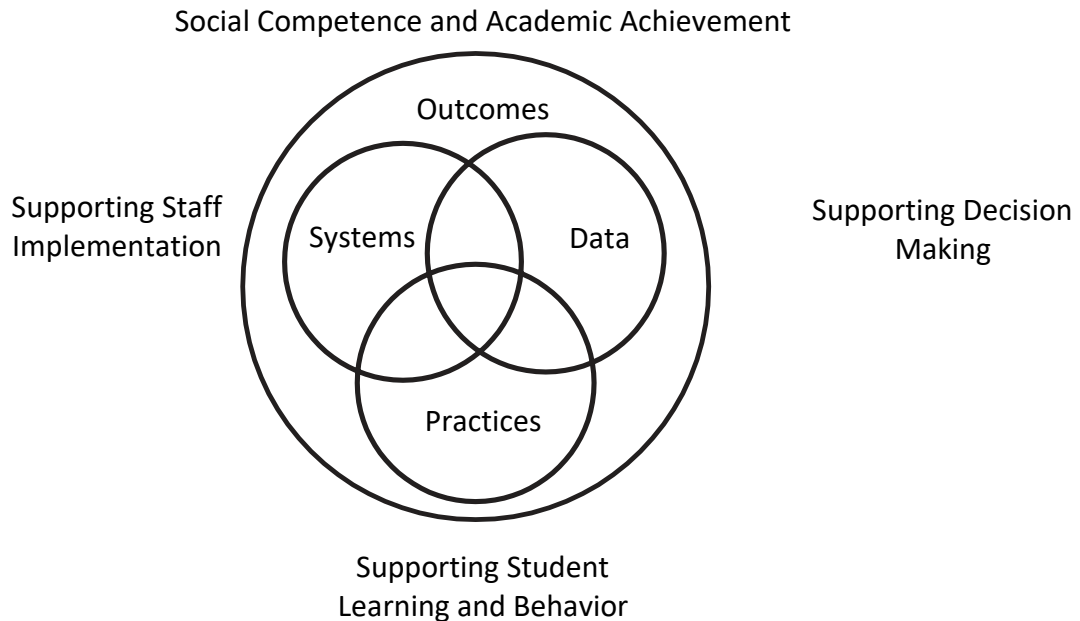 Social Competence and Academic Achievement
Outcomes
Supporting Staff
Implementation
Systems
Data
Supporting Decision
Making
Practices
Supporting Student
Learning and Behavior